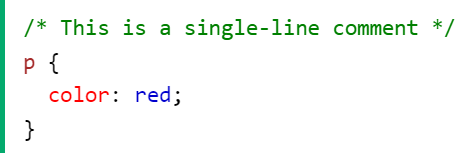 /* This is a single-line comment */
p {
  color: red;
}